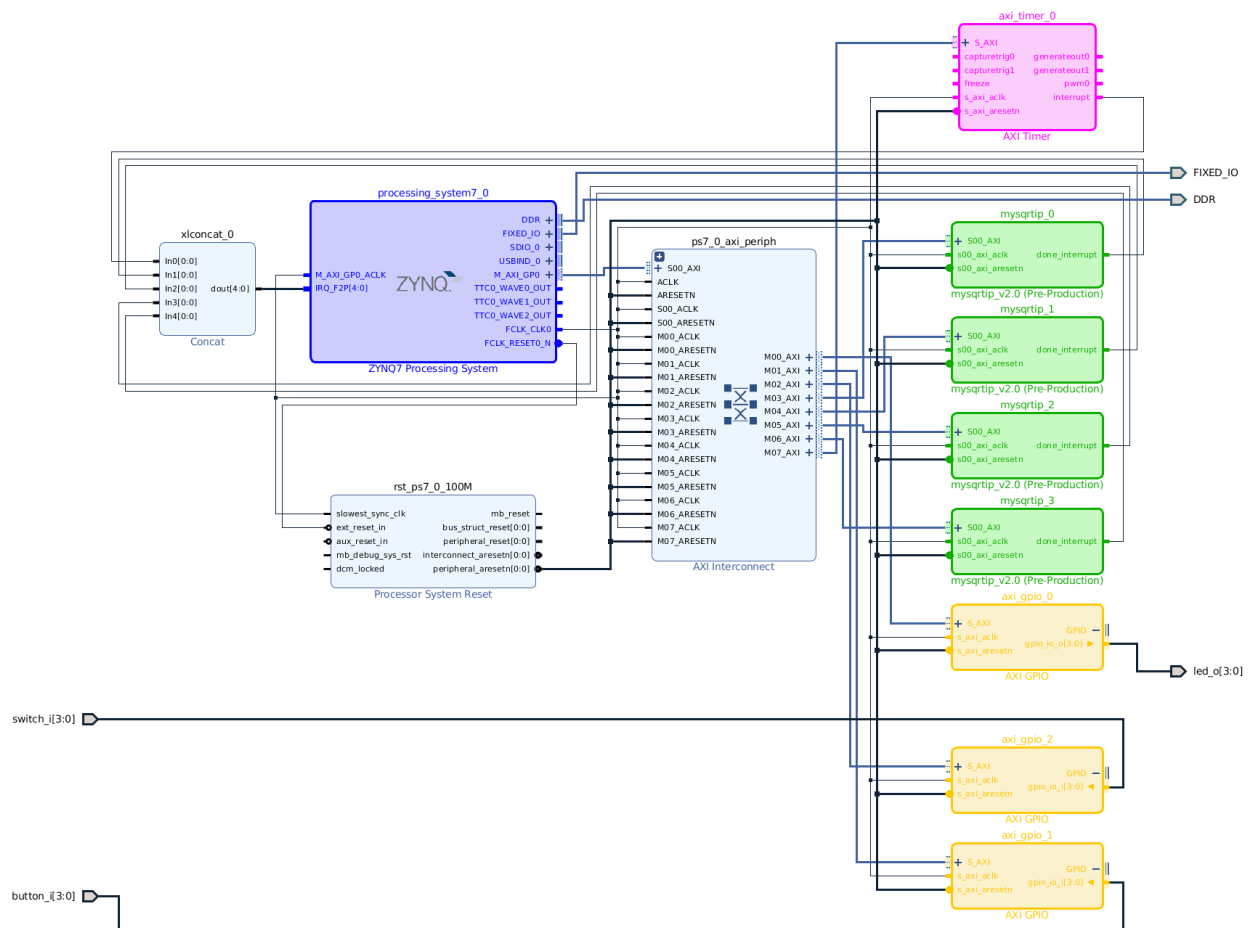 axi_timer_0
S_AXI
capturetrig0 generateout0
capturetrig1 generateout1
freeze pwm0
s_axi_aclk interrupt
s_axi_aresetn
AXI Timer
FIXED_IO
DDR
processing_system7_0
DDR
FIXED_IO
SDIO_0
USBIND_0
M_AXI_GP0_ACLK M_AXI_GP0
IRQ_F2P[4:0] TTC0_WAVE0_OUT
TTC0_WAVE1_OUT
TTC0_WAVE2_OUT
FCLK_CLK0
FCLK_RESET0_N
ZYNQ
ZYNQ7 Processing System
xlconcat_0
In0[0:0]
In1[0:0]
In2[0:0] dout[4:0]
In3[0:0]
In4[0:0]
Concat
ps7_0_axi_periph
S00_AXI
ACLK
ARESETN
S00_ACLK
S00_ARESETN
M00_ACLK
M00_ARESETN
M01_ACLK
M01_ARESETN
M02_ACLK
M02_ARESETN
M03_ACLK
M03_ARESETN
M04_ACLK
M04_ARESETN
M05_ACLK
M05_ARESETN
M06_ACLK
M06_ARESETN
M07_ACLK
M07_ARESETN
M00_AXI
M01_AXI
M02_AXI
M03_AXI
M04_AXI
M05_AXI
M06_AXI
M07_AXI
AXI Interconnect
rst_ps7_0_100M
slowest_sync_clk mb_reset
ext_reset_in bus_struct_reset[0:0]
aux_reset_in peripheral_reset[0:0]
mb_debug_sys_rst interconnect_aresetn[0:0]
dcm_locked peripheral_aresetn[0:0]
Processor System Reset
mysqrtip_0
S00_AXI
s00_axi_aclk done_interrupt
s00_axi_aresetn
mysqrtip_v2.0 (Pre-Production)
mysqrtip_1
S00_AXI
s00_axi_aclk done_interrupt
s00_axi_aresetn
mysqrtip_v2.0 (Pre-Production)
mysqrtip_2
S00_AXI
s00_axi_aclk done_interrupt
s00_axi_aresetn
mysqrtip_v2.0 (Pre-Production)
mysqrtip_3
S00_AXI
s00_axi_aclk done_interrupt
s00_axi_aresetn
mysqrtip_v2.0 (Pre-Production)
axi_gpio_0
S_AXI GPIO
s_axi_aclk gpio_io_o[3:0]
s_axi_aresetn
AXI GPIO
led_o[3:0]
switch_i[3:0]
axi_gpio_2
S_AXI GPIO
s_axi_aclk gpio_io_i[3:0]
s_axi_aresetn
AXI GPIO
axi_gpio_1
S_AXI GPIO
s_axi_aclk gpio_io_i[3:0]
s_axi_aresetn
AXI GPIO
button_i[3:0]